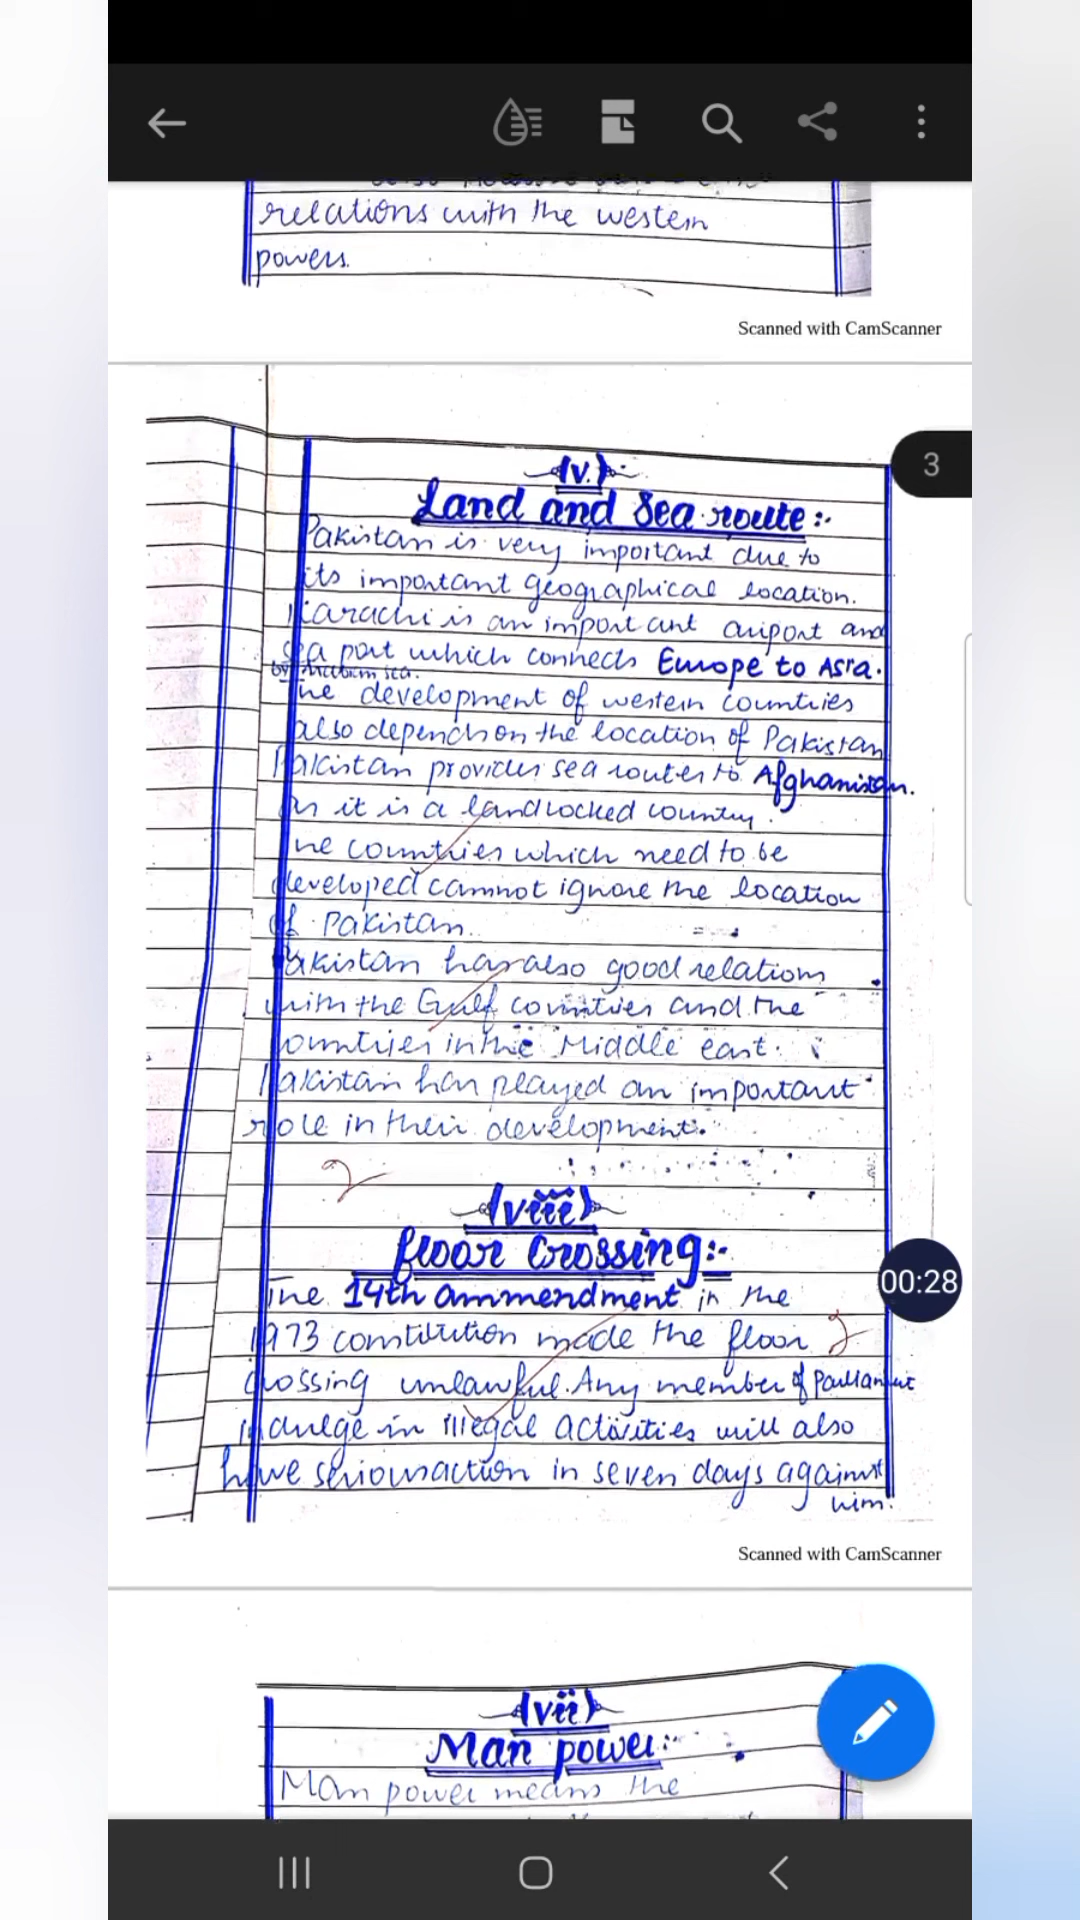 relations with the western
powers.
Scanned with CamScanner
3
(v.)
Land and Sea route:-
Pakistan is very important due to
its important geographical location.
Karachi is an important airport and
sea port which connects Europe to Asia.
by Arabian sea.
The development of western countries
also depends on the location of Pakistan
Pakistan provides sea routes to Afghanistan.
as it is a landlocked country.
The countries which need to be
developed cannot ignore the location
of Pakistan.
Pakistan has also good relations
with the Gulf countries and the
countries in the Middle east.
Pakistan has played an important
role in their development.
2
(viii)
floor Crossing:-
The 14th ammendment in the
1973 constitution made the floor 2
crossing unlawful. Any member of Parliament
indulge in illegal activities will also
have serious action in seven days against
him.
00:28
Scanned with CamScanner
(vii)
Man power:-
Man power means the